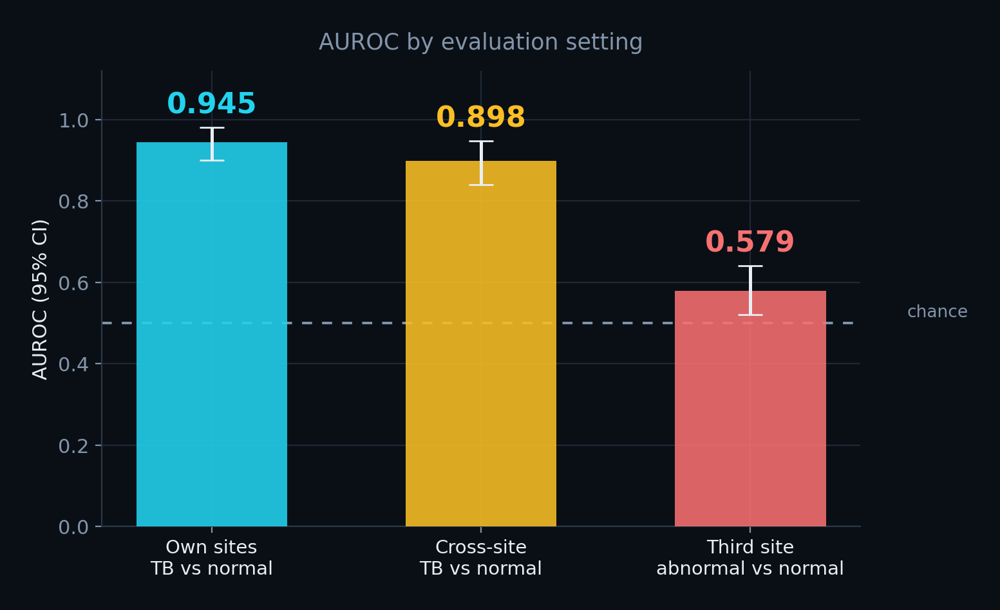 AUROC by evaluation setting
0.945
0.898
0.579
1.0
0.8
0.6
0.4
0.2
0.0
AUROC (95% CI)
chance
Own sites
TB vs normal
Cross-site
TB vs normal
Third site
abnormal vs normal